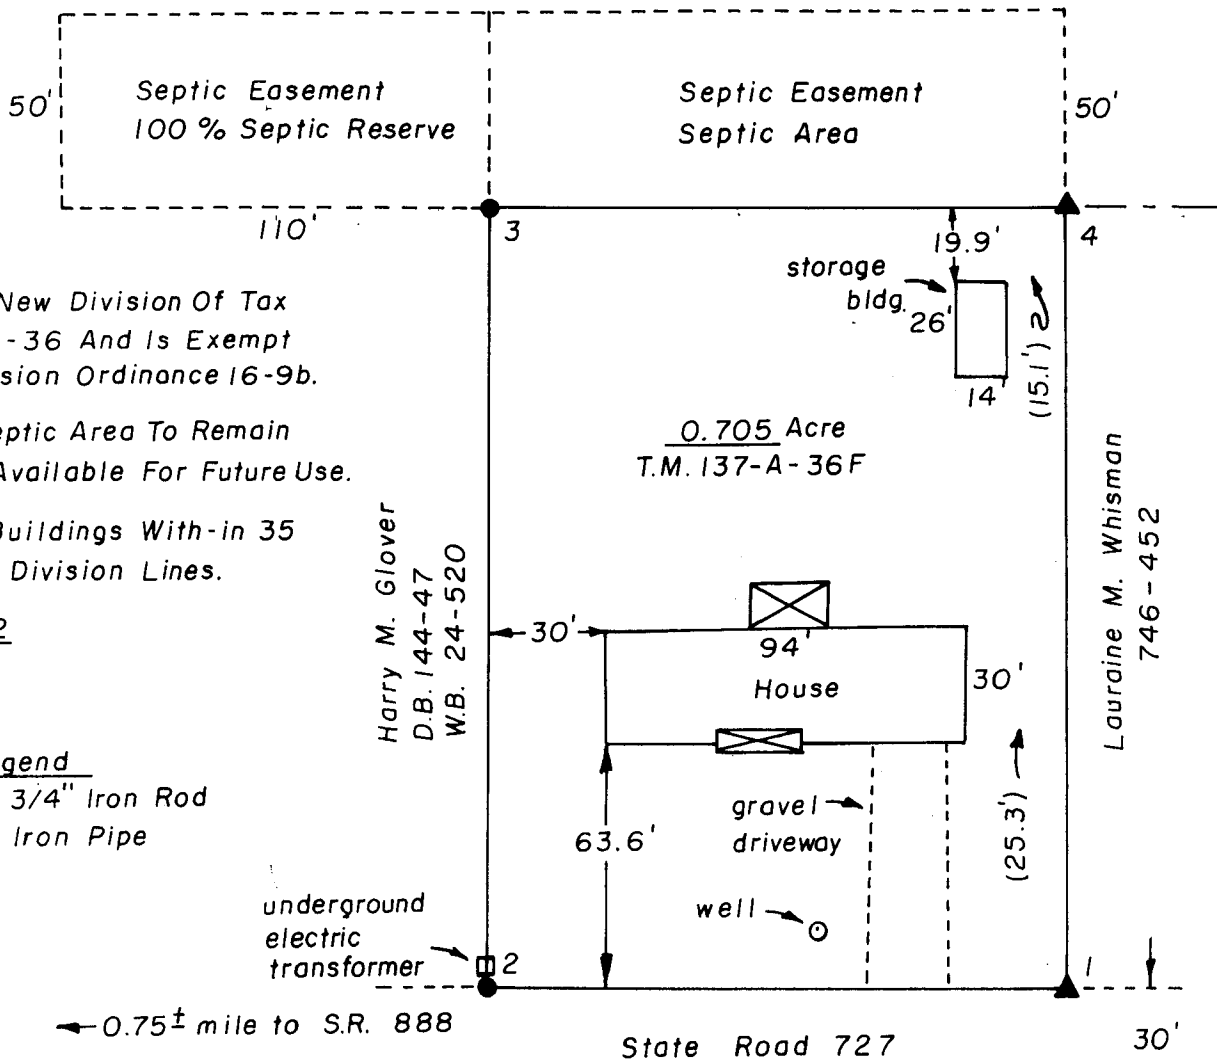 50'
Septic Easement
100 % Septic Reserve
Septic Easement
Septic Area
50'
110'
3
4
19.9'
storage
bldg.
26'
14'
(15.1')
New Division Of Tax
-36 And Is Exempt
sion Ordinance 16-9b.
eptic Area To Remain
Available For Future Use.
Buildings With-in 35
Division Lines.
2
0.705 Acre
T.M. 137-A-36F
Harry M. Glover
D.B. 144-47
W.B. 24-520
Lauraine M. Whisman
746-452
30'
94'
House
30'
gend
3/4" Iron Rod
Iron Pipe
63.6'
gravel
driveway
(25.3')
well
underground
electric
transformer
2
1
0.75± mile to S.R. 888
State Road 727
30'